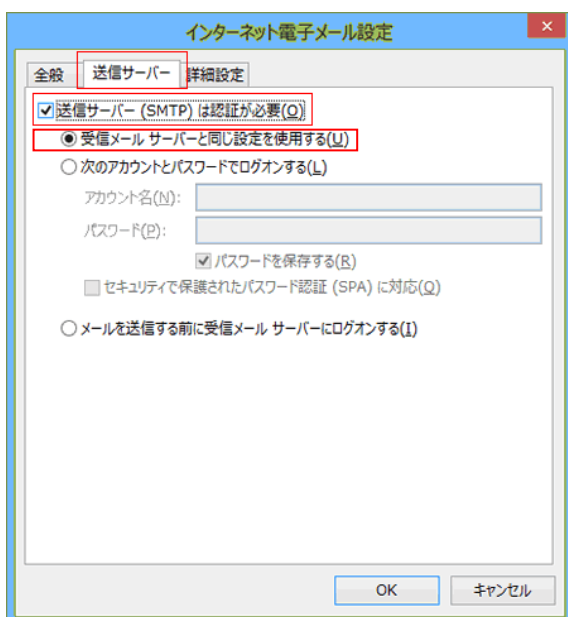 インターネット電子メール設定
全般 送信サーバー 詳細設定
送信サーバー (SMTP) は認証が必要(O)
受信メール サーバーと同じ設定を使用する(U)
次のアカウントとパスワードでログオンする(L)
アカウント名(N):
パスワード(P):
パスワードを保存する(R)
セキュリティで保護されたパスワード認証 (SPA) に対応(Q)
メールを送信する前に受信メール サーバーにログオンする(I)
OK キャンセル